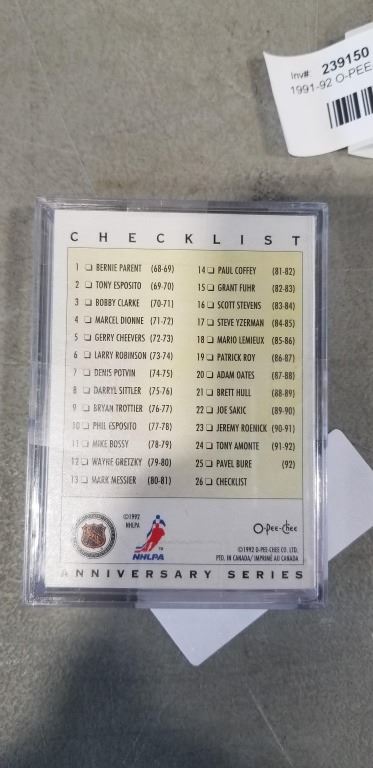 Inv#: 239150
1991-92 O-PEE
CHECKLIST
1 ❏ BERNIE PARENT (68-69)
2 ❏ TONY ESPOSITO (69-70)
3 ❏ BOBBY CLARKE (70-71)
4 ❏ MARCEL DIONNE (71-72)
5 ❏ GERRY CHEEVERS (72-73)
6 ❏ LARRY ROBINSON (73-74)
7 ❏ DENIS POTVIN (74-75)
8 ❏ DARRYL SITTLER (75-76)
9 ❏ BRYAN TROTTIER (76-77)
10 ❏ PHIL ESPOSITO (77-78)
11 ❏ MIKE BOSSY (78-79)
12 ❏ WAYNE GRETZKY (79-80)
13 ❏ MARK MESSIER (80-81)
14 ❏ PAUL COFFEY (81-82)
15 ❏ GRANT FUHR (82-83)
16 ❏ SCOTT STEVENS (83-84)
17 ❏ STEVE YZERMAN (84-85)
18 ❏ MARIO LEMIEUX (85-86)
19 ❏ PATRICK ROY (86-87)
20 ❏ ADAM OATES (87-88)
21 ❏ BRETT HULL (88-89)
22 ❏ JOE SAKIC (89-90)
23 ❏ JEREMY ROENICK (90-91)
24 ❏ TONY AMONTE (91-92)
25 ❏ PAVEL BURE (92)
26 ❏ CHECKLIST
©1992
NHLPA
NHLPA
O-Pee-Chee
©1992 O-PEE-CHEE CO. LTD.
PTD. IN CANADA/IMPRIMÉ AU CANADA
ANNIVERSARY SERIES